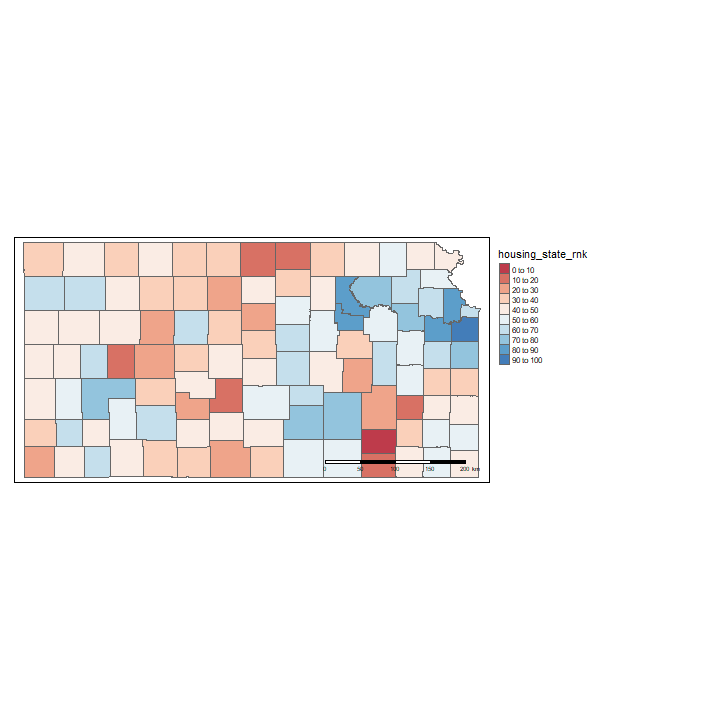 housing_state_rnk
0 to 10
10 to 20
20 to 30
30 to 40
40 to 50
50 to 60
60 to 70
70 to 80
80 to 90
90 to 100
0 50 100 150 200 km